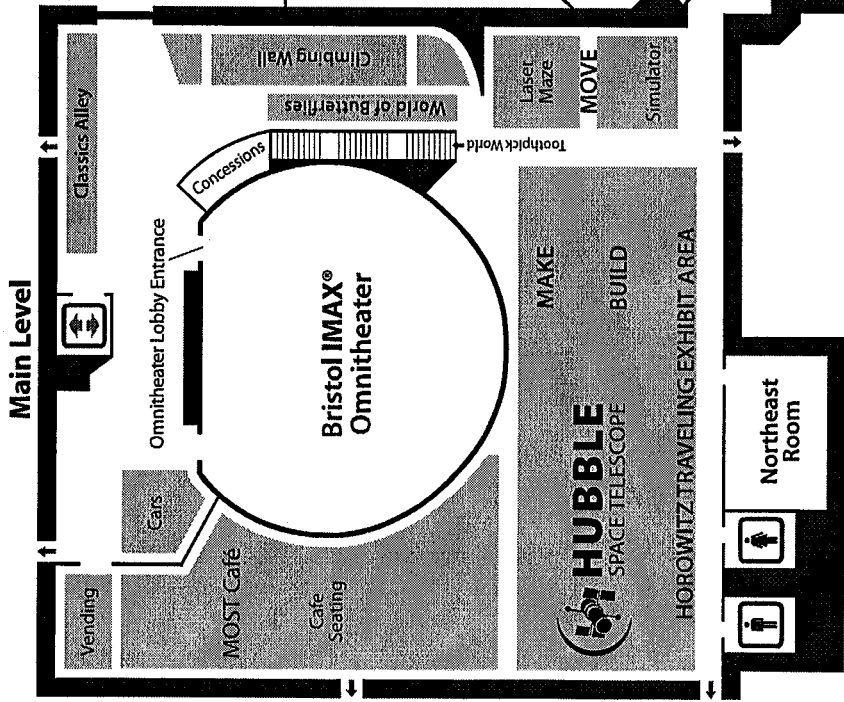 Main Level
Classics Alley
Climbing Wall
World of Butterflies
Concessions
Toothpick World
Laser
Maze
MOVE
Simulator
Omnitheater Lobby Entrance
Bristol IMAX®
Omnitheater
Cars
Vending
MOST Café
Cafe
Seating
MAKE
BUILD
HUBBLE
SPACE TELESCOPE
HOROWITZ TRAVELING EXHIBIT AREA
Northeast
Room